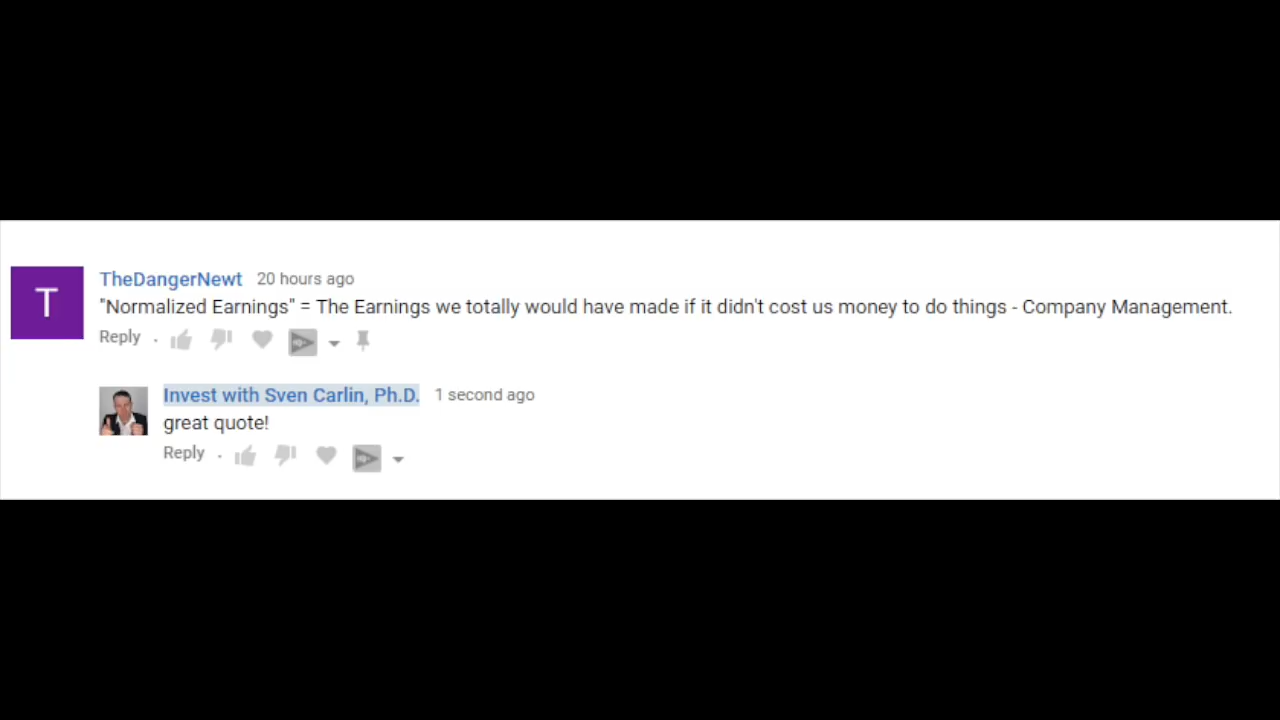 T
TheDangerNewt 20 hours ago
"Normalized Earnings" = The Earnings we totally would have made if it didn't cost us money to do things - Company Management.
Reply .
Invest with Sven Carlin, Ph.D. 1 second ago
great quote!
Reply .